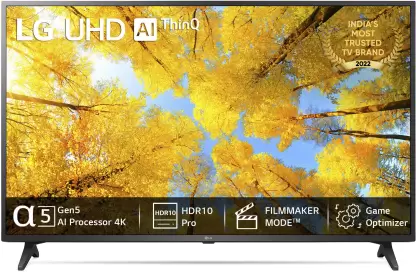 LG UHD AI ThinQ
INDIA'S
MOST
TRUSTED
TV BRAND
2022
α5 Gen5
AI Processor 4K
HDR10
HDR10
Pro
FILMMAKER
MODE™
Game
Optimizer